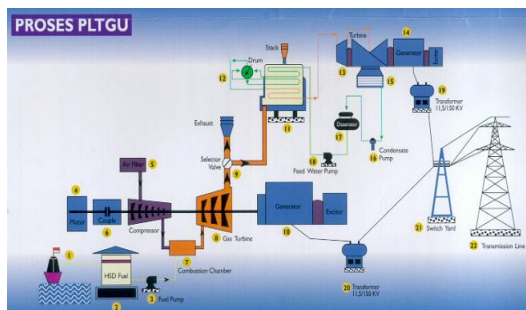 PROSES PLTGU
Stack
Drum
12
11
Turbine
13
14
Generator
Exciter
15
19
Transformer
11,5/150 KV
Exhaust
Selector
Valve
9
17
Deaerator
16
Condensate
Pump
18
Feed Water Pump
Air Filter
5
4
Motor
Couple
6
Compressor
8
Gas Turbine
Generator
Exciter
10
7
Combustion Chamber
1
HSD Fuel
2
3
Fuel Pump
20
Transformer
11,5/150 KV
21
Switch Yard
22
Transmission Line